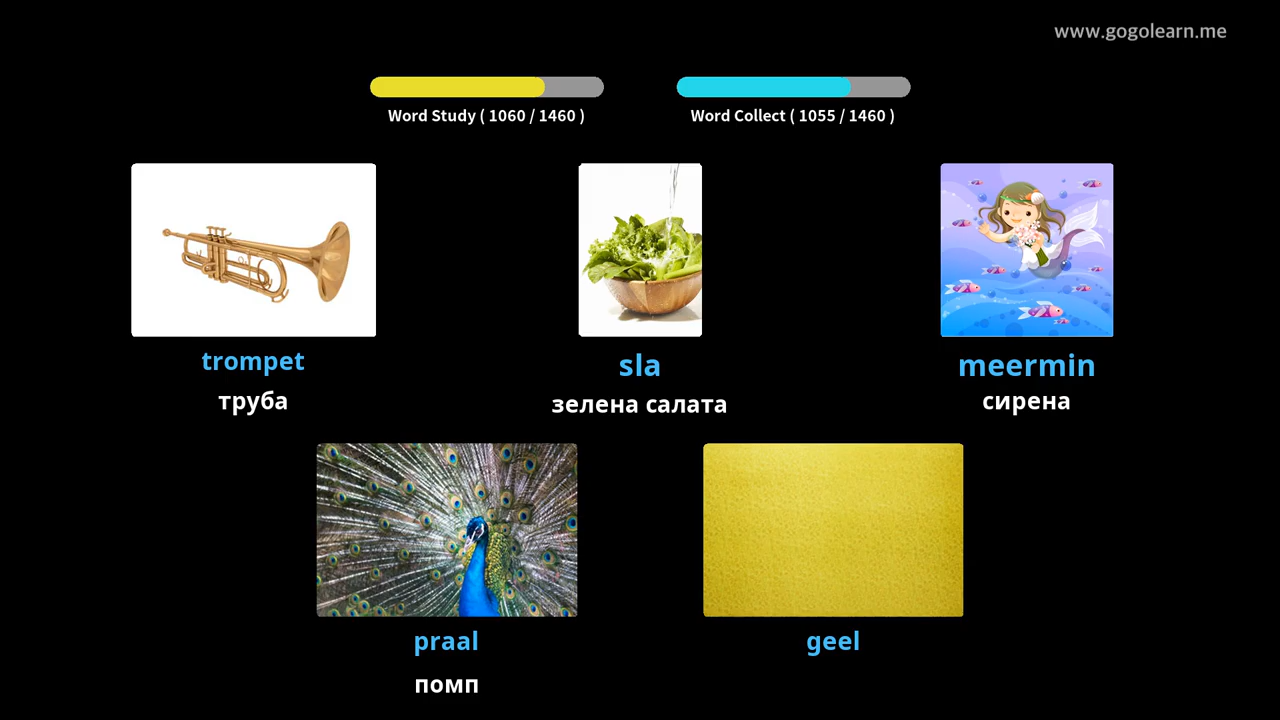 www.gogolearn.me
Word Study ( 1060 / 1460 )
Word Collect ( 1055 / 1460 )
trompet
sla
meermin
труба
зелена салата
сирена
praal
geel
помп